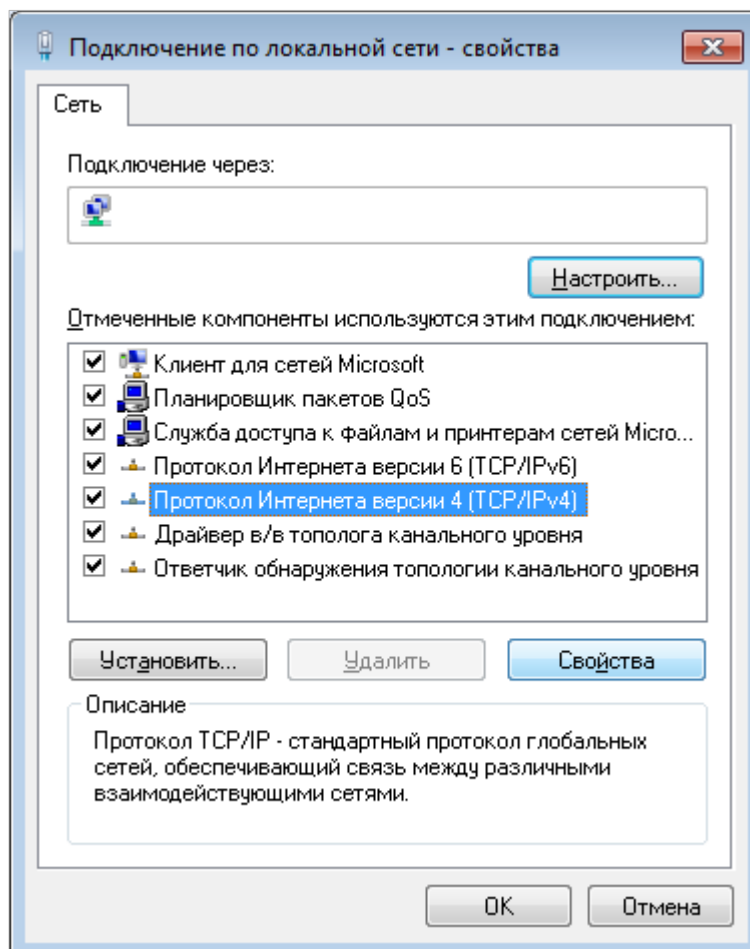 Подключение по локальной сети - свойства
Сеть
Подключение через:
Настроить...
Отмеченные компоненты используются этим подключением:
Клиент для сетей Microsoft
Планировщик пакетов QoS
Служба доступа к файлам и принтерам сетей Micro...
Протокол Интернета версии 6 (TCP/IPv6)
Протокол Интернета версии 4 (TCP/IPv4)
Драйвер в/в тополога канального уровня
Ответчик обнаружения топологии канального уровня
Установить...
Удалить
Свойства
Описание
Протокол TCP/IP - стандартный протокол глобальных
сетей, обеспечивающий связь между различными
взаимодействующими сетями.
OK
Отмена